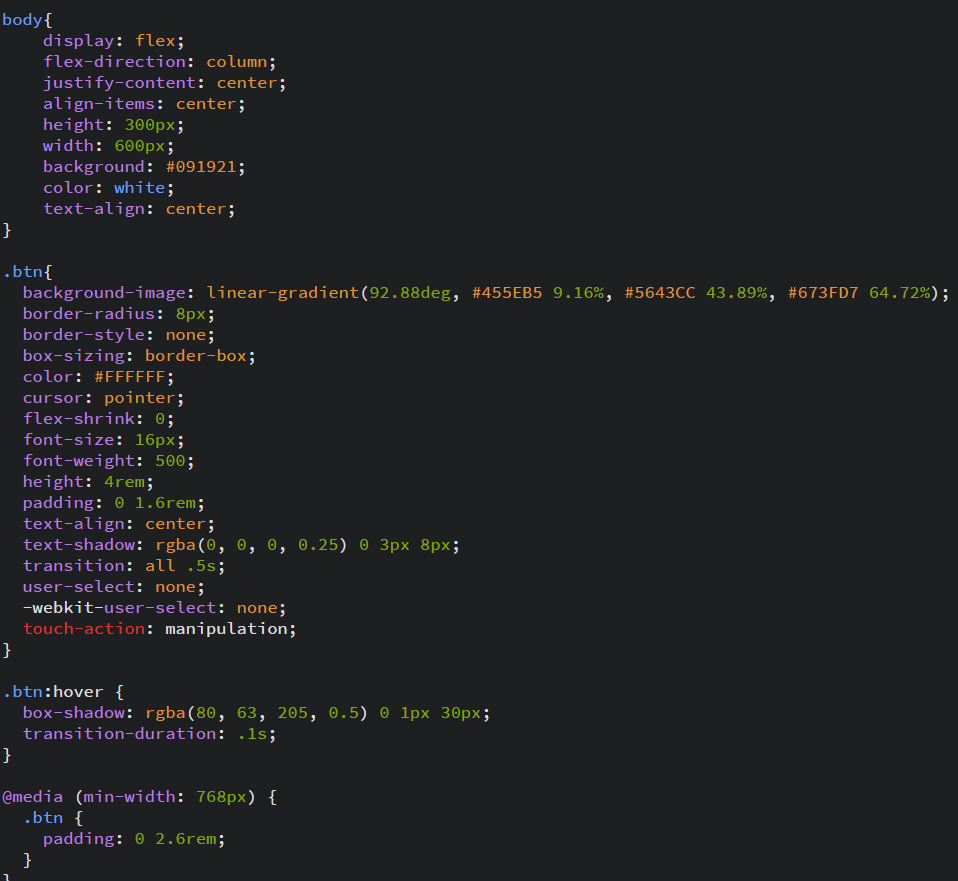 body{
    display: flex;
    flex-direction: column;
    justify-content: center;
    align-items: center;
    height: 300px;
    width: 600px;
    background: #091921;
    color: white;
    text-align: center;
}

.btn{
  background-image: linear-gradient(92.88deg, #455EB5 9.16%, #5643CC 43.89%, #673FD7 64.72%);
  border-radius: 8px;
  border-style: none;
  box-sizing: border-box;
  color: #FFFFFF;
  cursor: pointer;
  flex-shrink: 0;
  font-size: 16px;
  font-weight: 500;
  height: 4rem;
  padding: 0 1.6rem;
  text-align: center;
  text-shadow: rgba(0, 0, 0, 0.25) 0 3px 8px;
  transition: all .5s;
  user-select: none;
  -webkit-user-select: none;
  touch-action: manipulation;
}

.btn:hover {
  box-shadow: rgba(80, 63, 205, 0.5) 0 1px 30px;
  transition-duration: .1s;
}

@media (min-width: 768px) {
  .btn {
    padding: 0 2.6rem;
  }
}